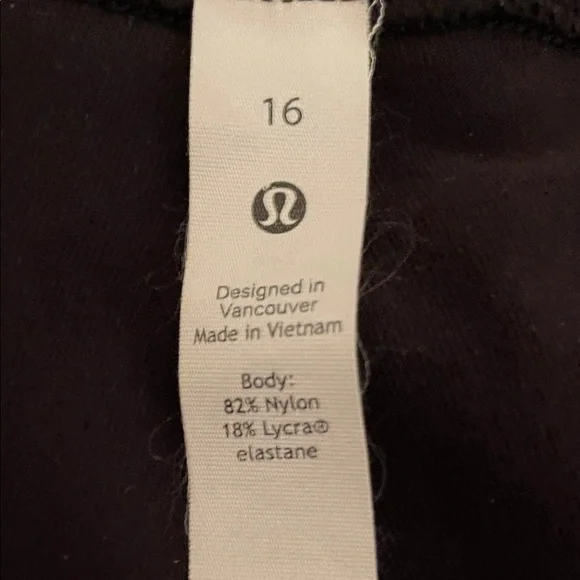 16
Designed in
Vancouver
Made in Vietnam
Body:
82% Nylon
18% Lycra®
elastane